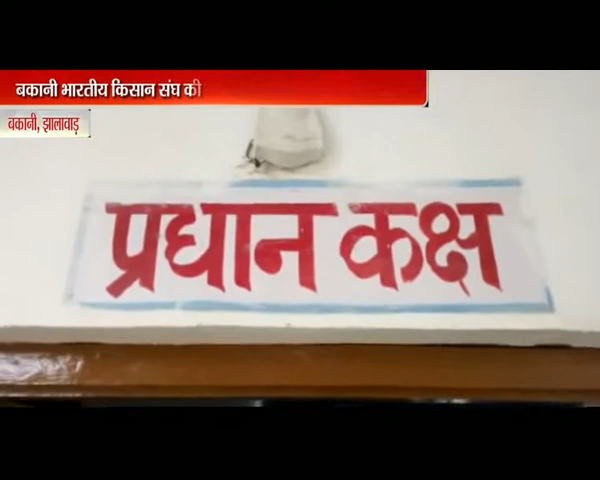 बकानी भारतीय किसान संघ की
बकानी, झालावाड़
प्रधान कक्ष